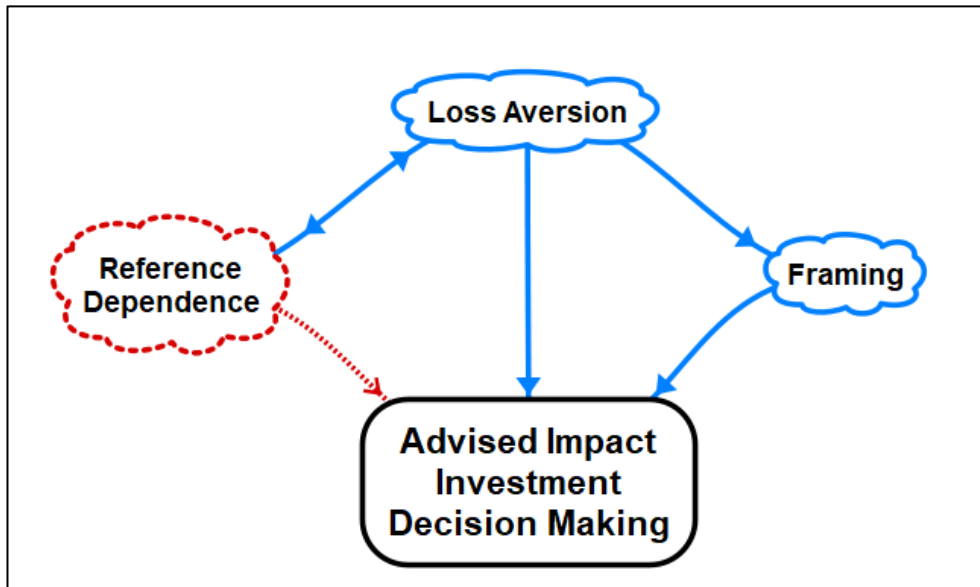 Loss Aversion
Reference
Dependence
Framing
Advised Impact
Investment
Decision Making